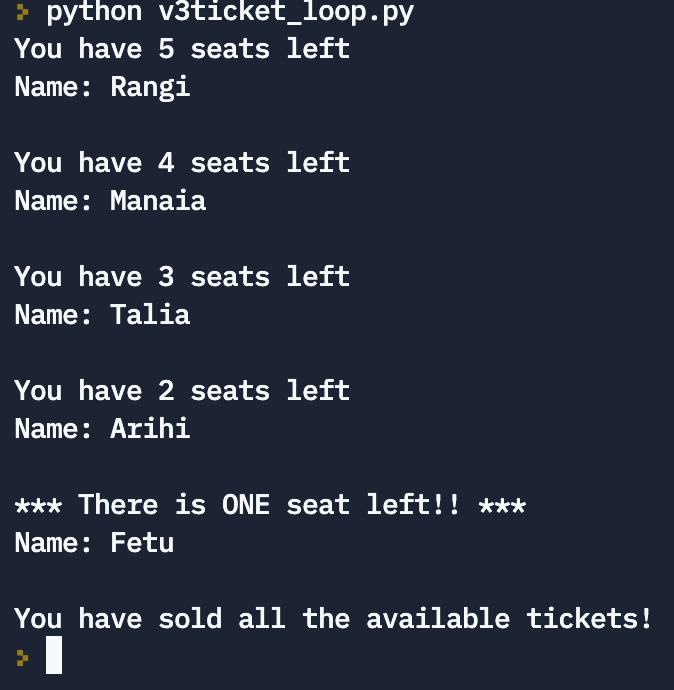 > python v3ticket_loop.py
You have 5 seats left
Name: Rangi
You have 4 seats left
Name: Manaia
You have 3 seats left
Name: Talia
You have 2 seats left
Name: Arihi
*** There is ONE seat left!! ***
Name: Fetu
You have sold all the available tickets!
>